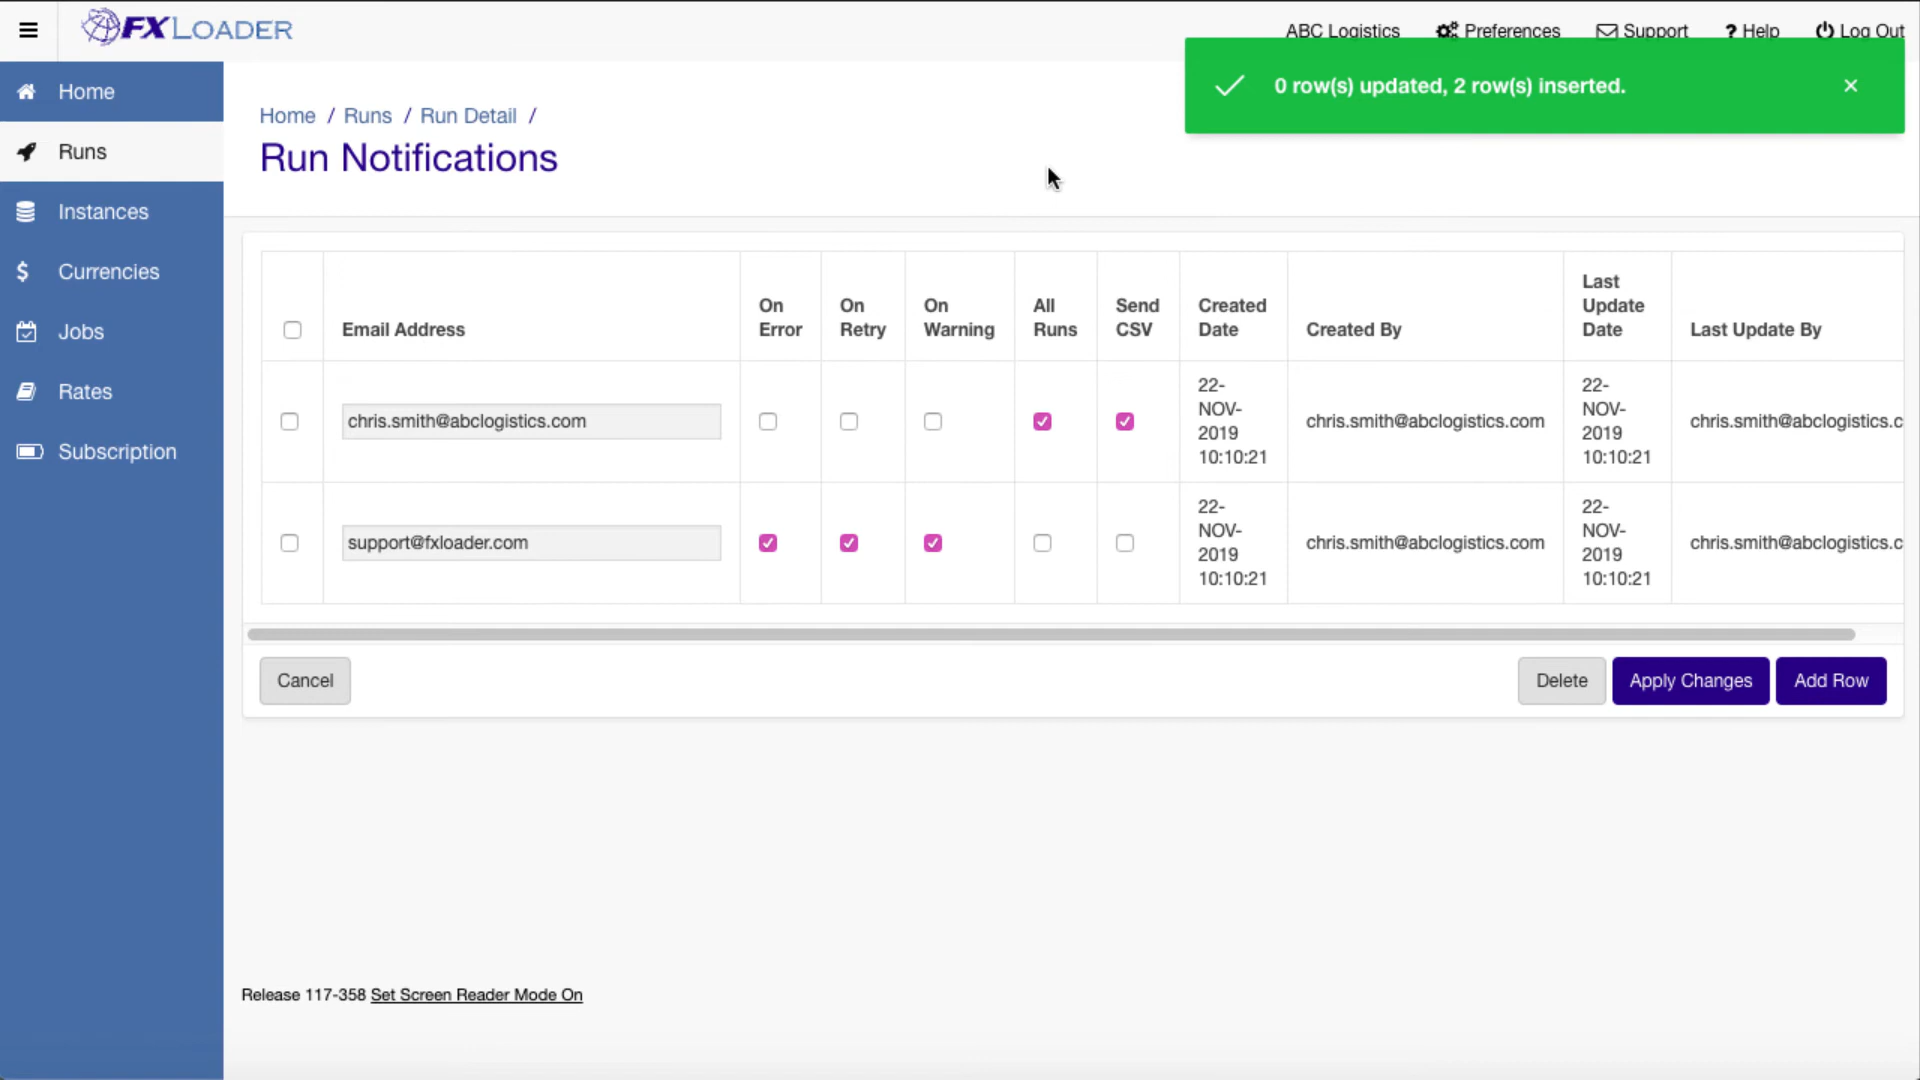 FXLOADER
ABC Logistics Preferences Support ? Help Log Out
0 row(s) updated, 2 row(s) inserted.
Home
Runs
Instances
Currencies
Jobs
Rates
Subscription
Home / Runs / Run Detail /
Run Notifications
Email Address
On Error
On Retry
On Warning
All Runs
Send CSV
Created Date
Created By
Last Update Date
Last Update By
chris.smith@abclogistics.com
22-
NOV-
2019
10:10:21
chris.smith@abclogistics.com
22-
NOV-
2019
10:10:21
chris.smith@abclogistics.c
support@fxloader.com
22-
NOV-
2019
10:10:21
chris.smith@abclogistics.com
22-
NOV-
2019
10:10:21
chris.smith@abclogistics.c
Cancel
Delete
Apply Changes
Add Row
Release 117-358 Set Screen Reader Mode On